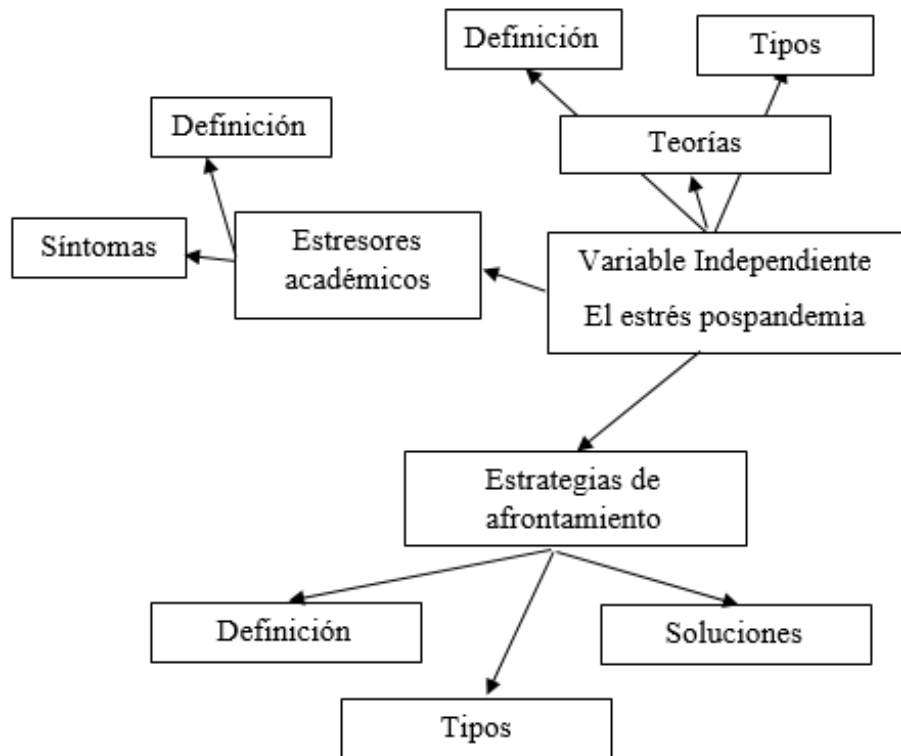 Definición
Tipos
Definición
Teorías
Síntomas
Estresores
académicos
Variable Independiente
El estrés pospandemia
Estrategias de
afrontamiento
Definición
Soluciones
Tipos